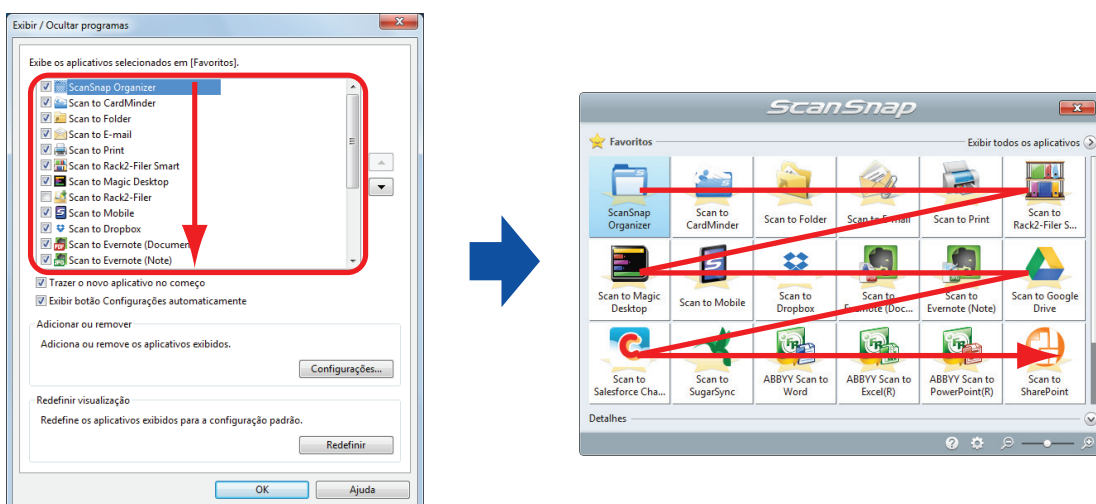 Exibir / Ocultar programas
Exibe os aplicativos selecionados em [Favoritos].
ScanSnap Organizer
Scan to CardMinder
Scan to Folder
Scan to E-mail
Scan to Print
Scan to Rack2-Filer Smart
Scan to Magic Desktop
Scan to Rack2-Filer
Scan to Mobile
Scan to Dropbox
Scan to Evernote (Documen
Scan to Evernote (Note)
Trazer o novo aplicativo no começo
Exibir botão Configurações automaticamente
Adicionar ou remover
Adiciona ou remove os aplicativos exibidos.
Configurações...
Redefinir visualização
Redefine os aplicativos exibidos para a configuração padrão.
Redefinir
OK Ajuda
ScanSnap
Favoritos Exibir todos os aplicativos
ScanSnap Organizer
Scan to CardMinder
Scan to Folder
Scan to E-mail
Scan to Print
Scan to Rack2-Filer S...
Scan to Magic Desktop
Scan to Mobile
Scan to Dropbox
Scan to Evernote (Doc...
Scan to Evernote (Note)
Scan to Google Drive
Scan to Salesforce Cha...
Scan to SugarSync
ABBYY Scan to Word
ABBYY Scan to Excel(R)
ABBYY Scan to PowerPoint(R)
Scan to SharePoint
Detalhes